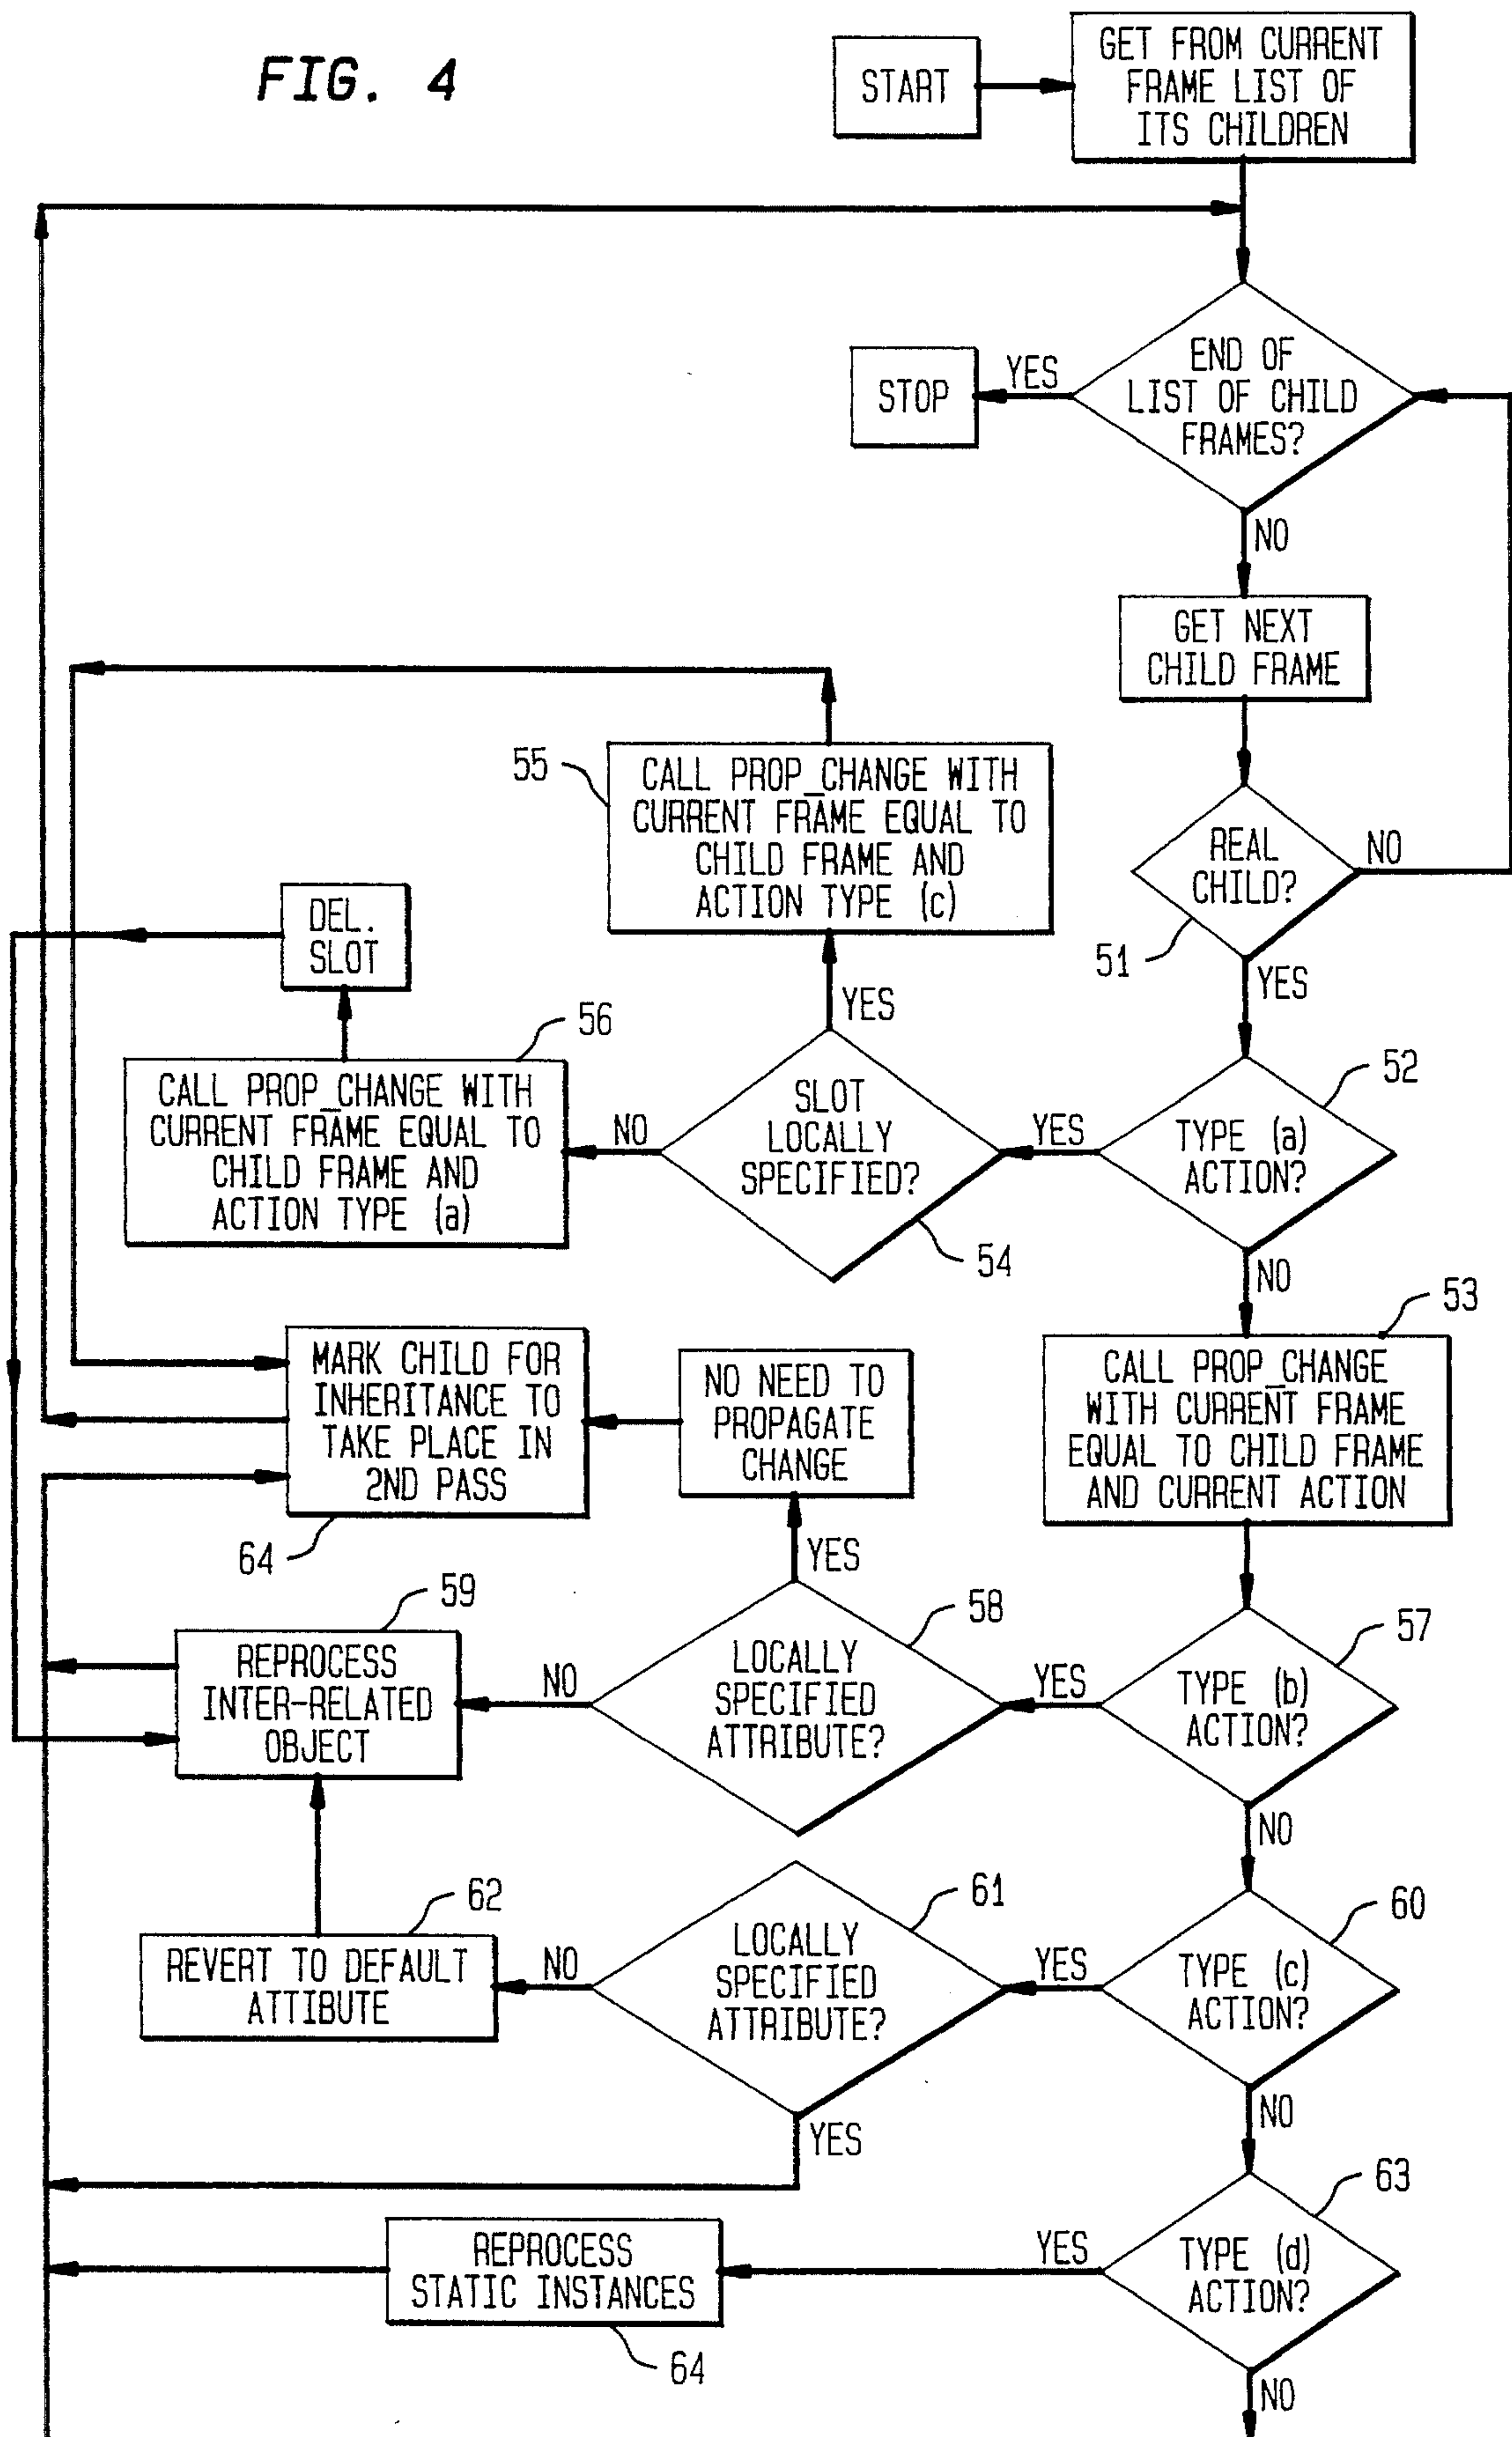 FIG. 4
START
GET FROM CURRENT
FRAME LIST OF
ITS CHILDREN
END OF
LIST OF CHILD
FRAMES?
YES
STOP
NO
GET NEXT
CHILD FRAME
REAL
CHILD?
NO
51
YES
55
CALL PROP_CHANGE WITH
CURRENT FRAME EQUAL TO
CHILD FRAME AND
ACTION TYPE (c)
DEL.
SLOT
YES
56
CALL PROP_CHANGE WITH
CURRENT FRAME EQUAL TO
CHILD FRAME AND
ACTION TYPE (a)
NO
SLOT
LOCALLY
SPECIFIED?
54
YES
52
TYPE (a)
ACTION?
NO
53
CALL PROP_CHANGE
WITH CURRENT FRAME
EQUAL TO CHILD FRAME
AND CURRENT ACTION
MARK CHILD FOR
INHERITANCE TO
TAKE PLACE IN
2ND PASS
64
NO NEED TO
PROPAGATE
CHANGE
YES
59
REPROCESS
INTER-RELATED
OBJECT
NO
58
LOCALLY
SPECIFIED
ATTRIBUTE?
YES
57
TYPE (b)
ACTION?
NO
62
REVERT TO DEFAULT
ATTIBUTE
NO
61
LOCALLY
SPECIFIED
ATTRIBUTE?
YES
YES
60
TYPE (c)
ACTION?
NO
63
TYPE (d)
ACTION?
YES
REPROCESS
STATIC INSTANCES
64
NO